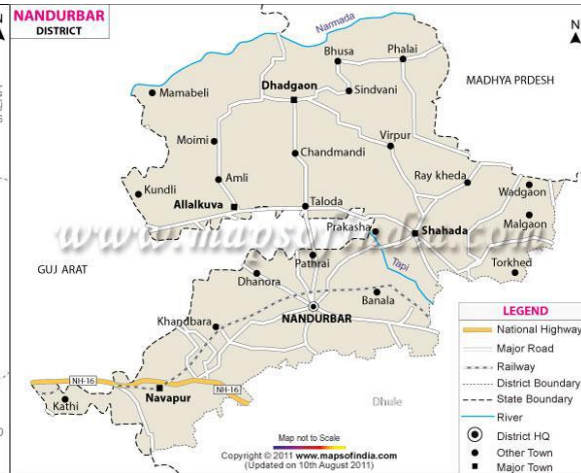 N
NANDURBAR
DISTRICT
N
Narmada
Bhusa
Phalai
MADHYA PRDESH
Dhadgaon
Mamabeli
Sindvani
Moimi
Virpur
Chandmandi
Amli
Ray kheda
Kundli
Wadgaon
Allalkuva
Taloda
Malgaon
Prakasha
Shahada
www.mapsofindia.com
Pathrai
Tapi
Torkhed
GUJ ARAT
Dhanora
Banala
NANDURBAR
Khandbara
NH-16
NH-16
Kathi
Navapur
Dhule
LEGEND
National Highway
Major Road
Railway
District Boundary
State Boundary
River
District HQ
Other Town
Major Town
Map not to Scale
Copyright © 2011 www.mapsofindia.com
(Updated on 10th August 2011)